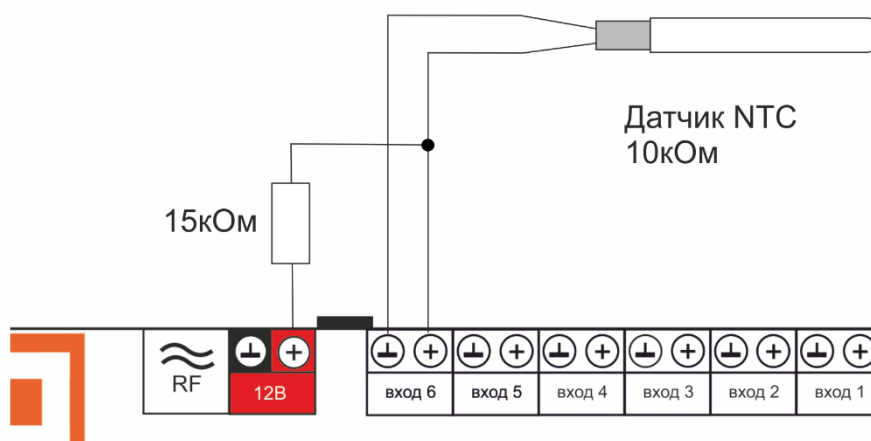 Датчик NTC
10кОм
15кОм
RF
12В
вход 6
вход 5
вход 4
вход 3
вход 2
вход 1